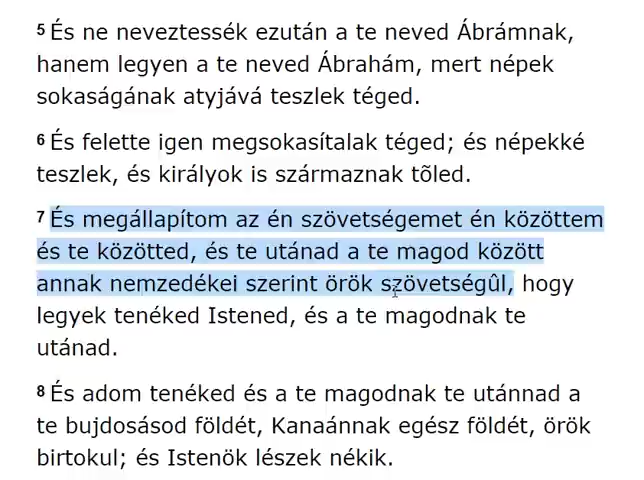 5 És ne neveztessék ezután a te neved Ábrámnak,
hanem legyen a te neved Ábrahám, mert népek
sokaságának atyjává teszlek téged.
6 És felette igen megsokasítalak téged; és népekké
teszlek, és királyok is származnak tõled.
7 És megállapítom az én szövetségemet én közöttem
és te közötted, és te utánad a te magod között
annak nemzedékei szerint örök szövetségûl, hogy
legyek tenéked Istened, és a te magodnak te
utánad.
8 És adom tenéked és a te magodnak te utánnad a
te bujdosásod földét, Kanaánnak egész földét, örök
birtokul; és Istenök lészek nékik.